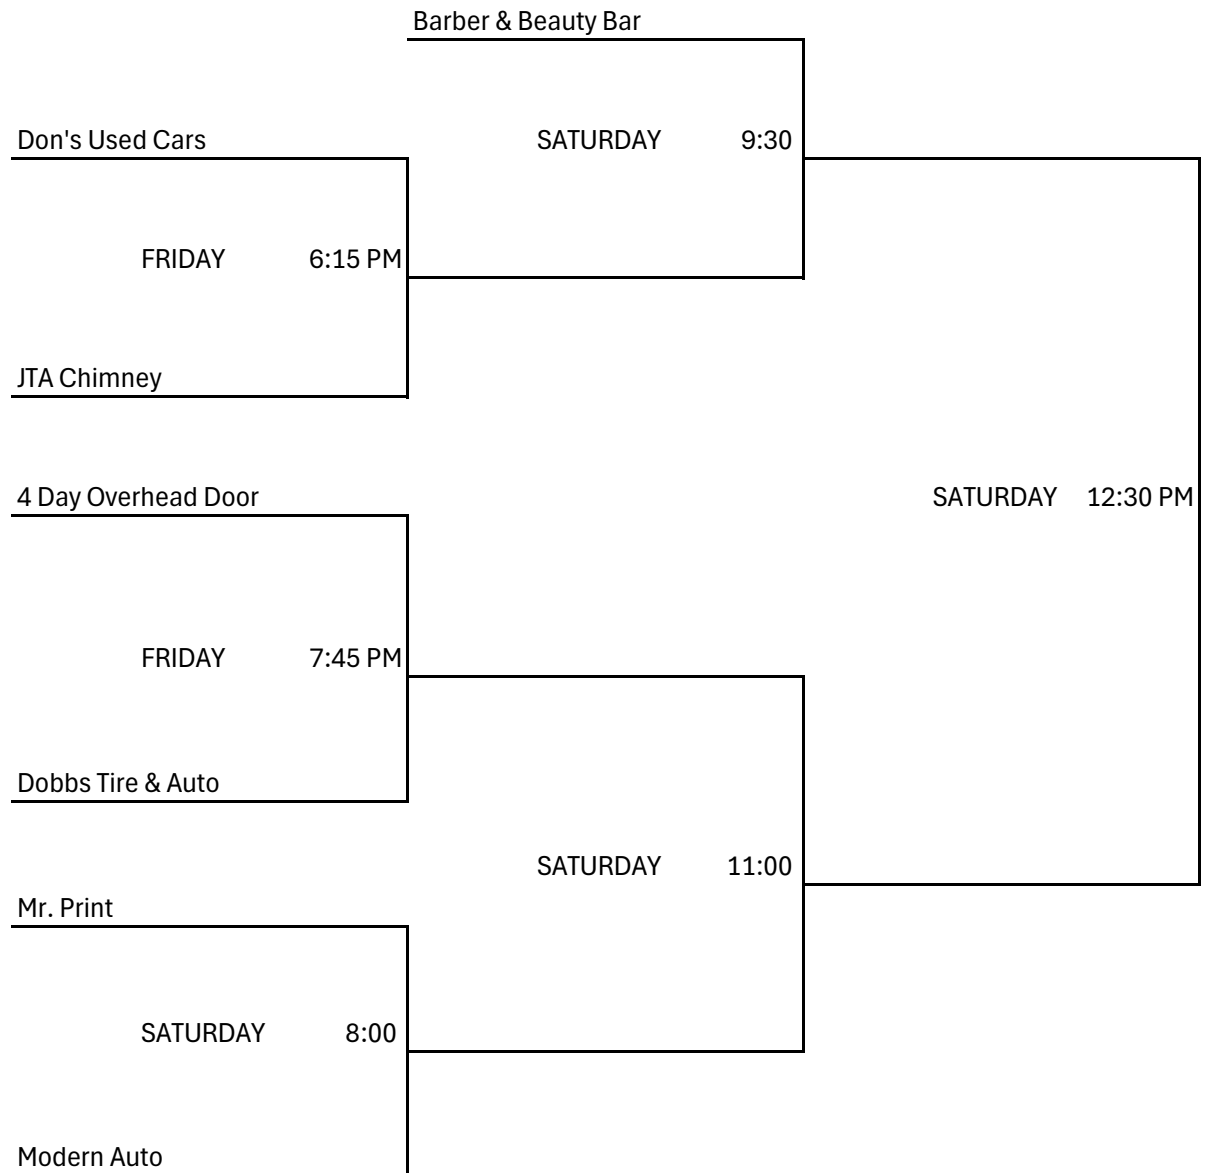 Barber & Beauty Bar
Don's Used Cars
SATURDAY 9:30
FRIDAY 6:15 PM
JTA Chimney
4 Day Overhead Door
SATURDAY 12:30 PM
FRIDAY 7:45 PM
Dobbs Tire & Auto
SATURDAY 11:00
Mr. Print
SATURDAY 8:00
Modern Auto